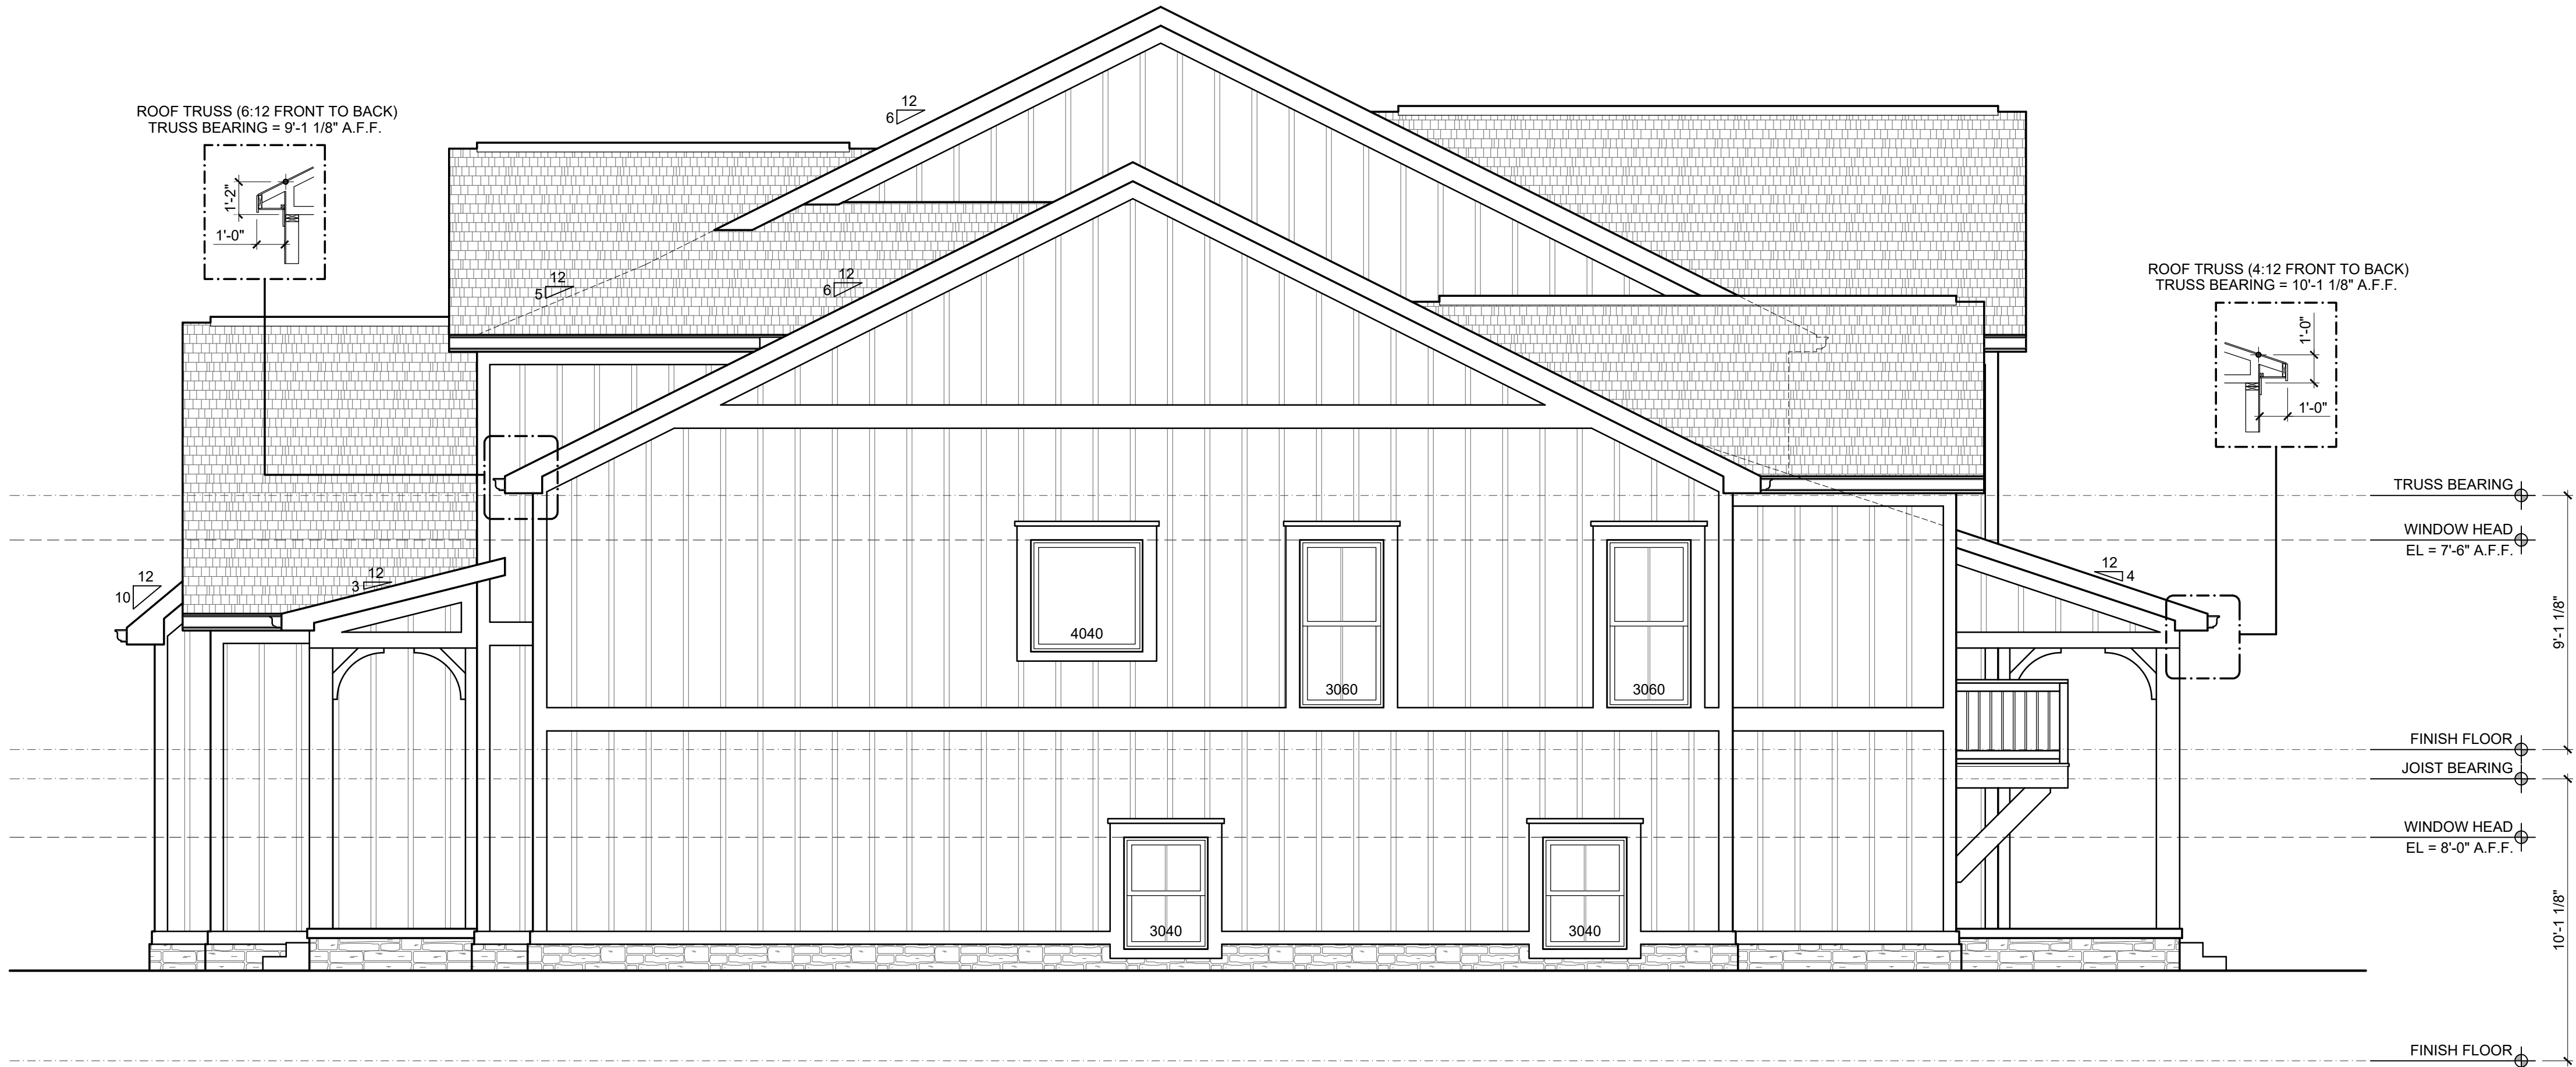 12
6
ROOF TRUSS (6:12 FRONT TO BACK)
TRUSS BEARING = 9'-1 1/8" A.F.F.
1'-2"
1'-0"
12
5
12
6
ROOF TRUSS (4:12 FRONT TO BACK)
TRUSS BEARING = 10'-1 1/8" A.F.F.
1'-0"
1'-0"
TRUSS BEARING
WINDOW HEAD
EL = 7'-6" A.F.F.
12
10
12
3
12
4
9'-1 1/8"
4040
3060
3060
FINISH FLOOR
JOIST BEARING
WINDOW HEAD
EL = 8'-0" A.F.F.
10'-1 1/8"
3040
3040
FINISH FLOOR